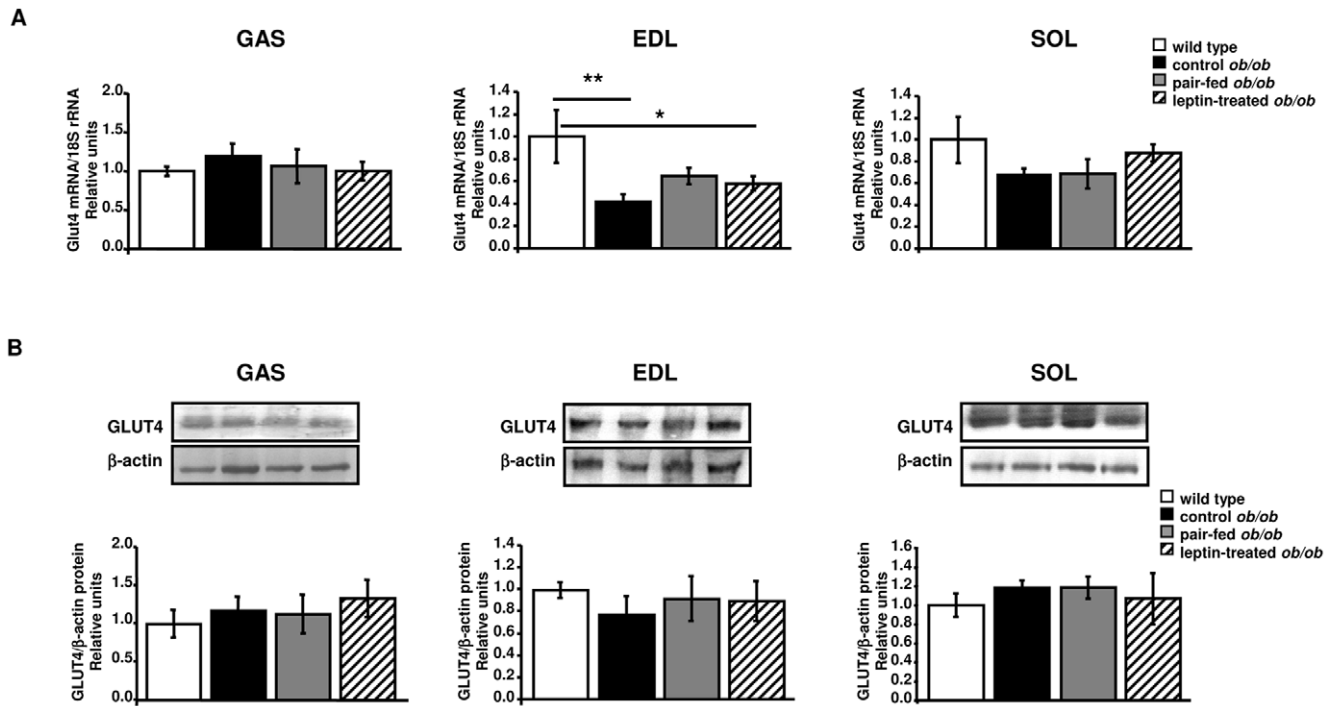 A
GAS
EDL
SOL
wild type
control ob/ob
pair-fed ob/ob
leptin-treated ob/ob
Glut4 mRNA/18S rRNA
Relative units
2.0
1.5
1.0
0.5
0.0
Glut4 mRNA/18S rRNA
Relative units
1.4
1.2
1.0
0.8
0.6
0.4
0.2
0.0
**
*
Glut4 mRNA/18S rRNA
Relative units
1.4
1.2
1.0
0.8
0.6
0.4
0.2
0.0
B
GAS
EDL
SOL
GLUT4
β-actin
GLUT4
β-actin
GLUT4
β-actin
wild type
control ob/ob
pair-fed ob/ob
leptin-treated ob/ob
GLUT4/β-actin protein
Relative units
2.0
1.5
1.0
0.5
0.0
GLUT4/β-actin protein
Relative units
1.4
1.2
1.0
0.8
0.6
0.4
0.2
0.0
GLUT4/β-actin protein
Relative units
1.6
1.4
1.2
1.0
0.8
0.6
0.4
0.2
0.0